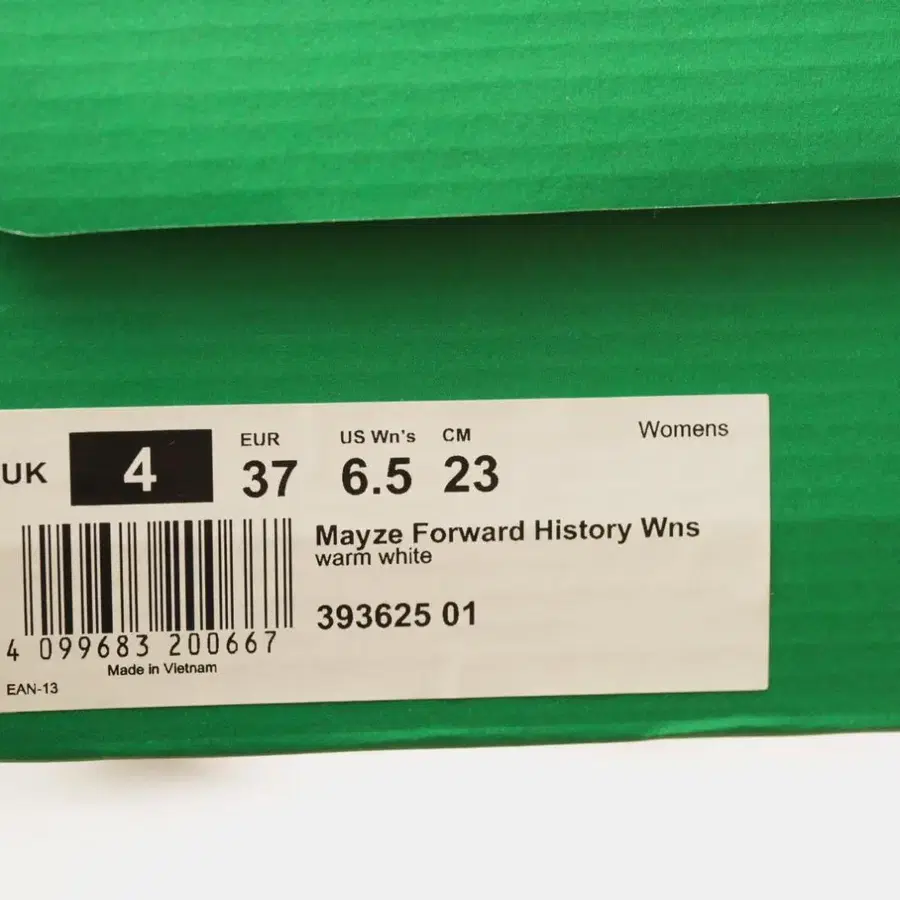 UK 4 EUR 37 US Wn's 6.5 CM 23 Womens
Mayze Forward History Wns
warm white
393625 01
4 099683 200667
Made in Vietnam
EAN-13